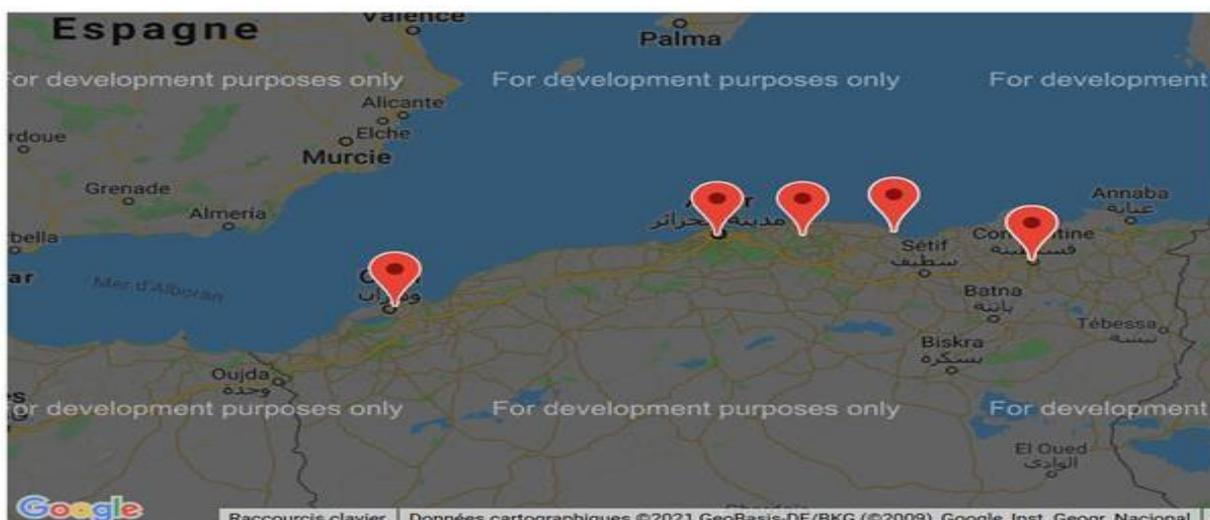 Valence
Espagne
Palma
For development purposes only
For development purposes only
For development
Alicante
Elche
Murcie
Grenade
Almería
Annaba
عنابة
Sétif
سطيف
Batna
باتنة
Mer d'Alboran
Tébessa
تبسة
Biskra
بسكرة
Oujda
وجدة
For development purposes only
For development purposes only
For development
El Oued
الوادي
Google
Raccourcis clavier
Données cartographiques ©2021 GeoBasis-DE/BKG (©2009), Google, Inst. Geogr. Nacional